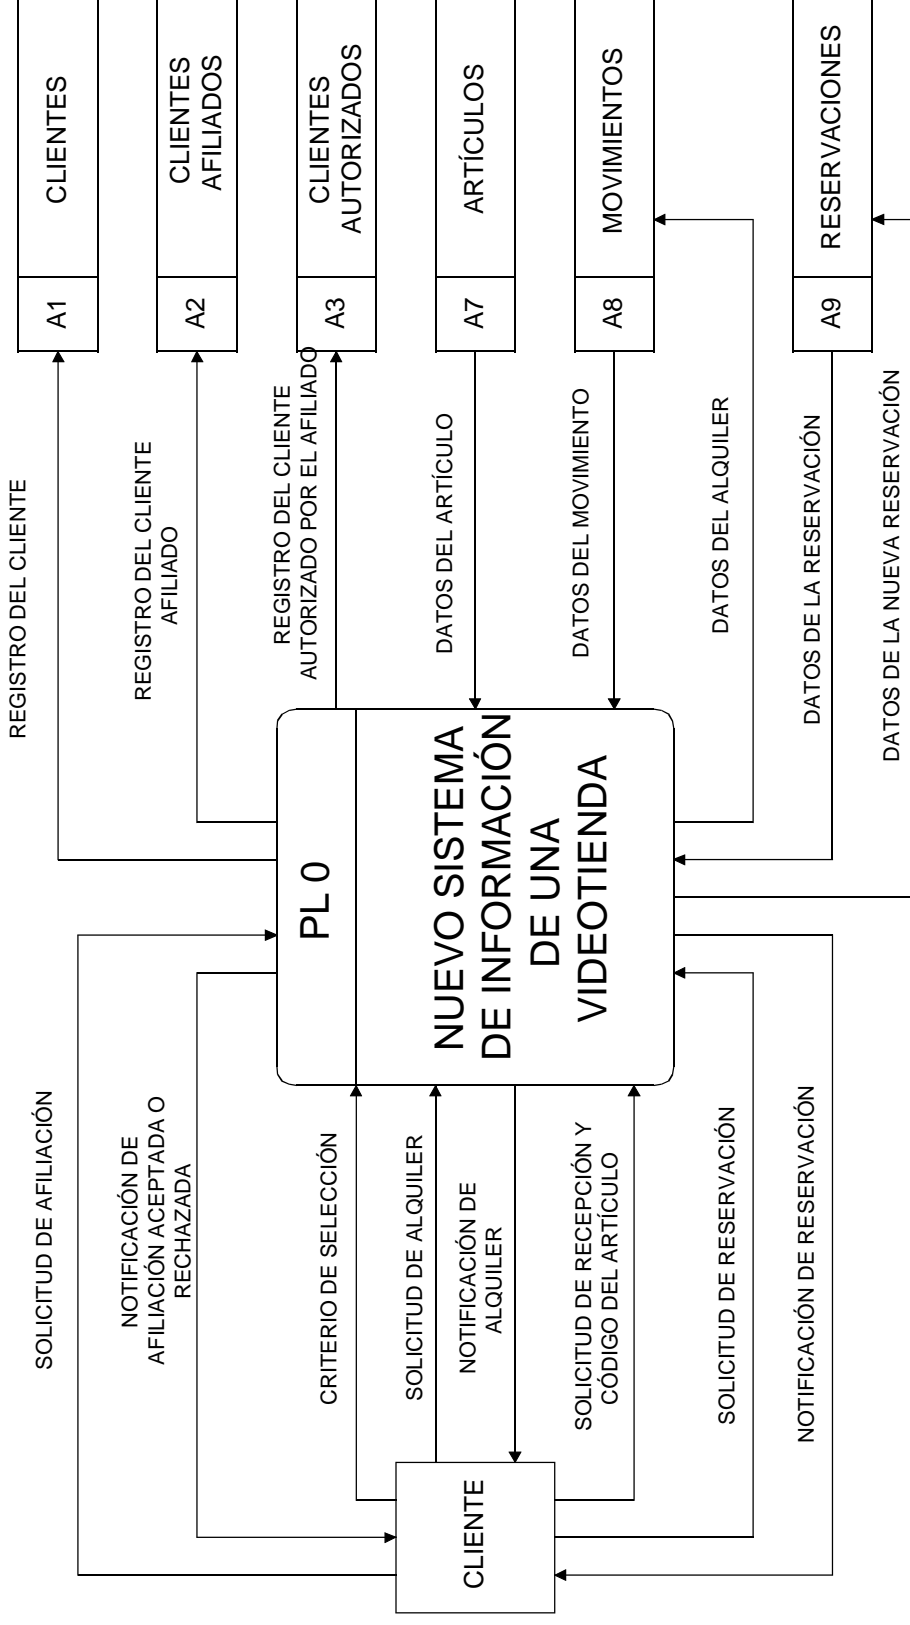 SOLICITUD DE AFILIACIÓN
NOTIFICACIÓN DE
AFILIACIÓN ACEPTADA O
RECHAZADA
CRITERIO DE SELECCIÓN
SOLICITUD DE ALQUILER
NOTIFICACIÓN DE
ALQUILER
SOLICITUD DE RECEPCIÓN Y
CÓDIGO DEL ARTÍCULO
SOLICITUD DE RESERVACIÓN
NOTIFICACIÓN DE RESERVACIÓN
CLIENTE
PL 0
NUEVO SISTEMA
DE INFORMACIÓN
DE UNA
VIDEOTIENDA
REGISTRO DEL CLIENTE
REGISTRO DEL CLIENTE
AFILIADO
REGISTRO DEL CLIENTE
AUTORIZADO POR EL AFILIADO
DATOS DEL ARTÍCULO
DATOS DEL MOVIMIENTO
DATOS DEL ALQUILER
DATOS DE LA RESERVACIÓN
DATOS DE LA NUEVA RESERVACIÓN
A1 CLIENTES
A2 CLIENTES
AFILIADOS
A3 CLIENTES
AUTORIZADOS
A7 ARTÍCULOS
A8 MOVIMIENTOS
A9 RESERVACIONES